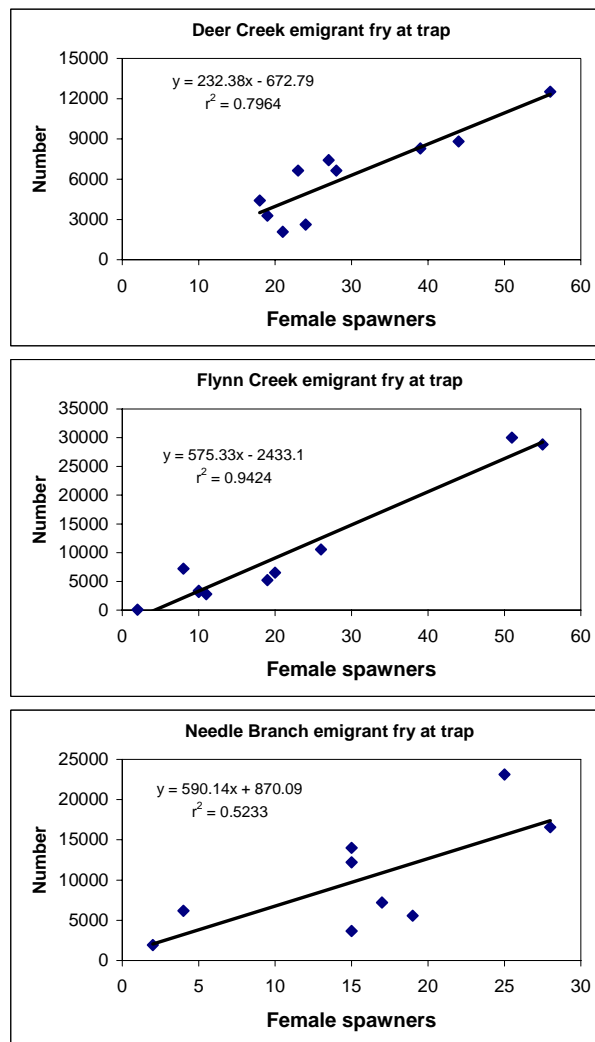 Deer Creek emigrant fry at trap
15000
y = 232.38x - 672.79
r² = 0.7964
12000
9000
6000
3000
0
Number
0 10 20 30 40 50 60
Female spawners
Flynn Creek emigrant fry at trap
35000
30000
y = 575.33x - 2433.1
r² = 0.9424
25000
20000
15000
10000
5000
0
Number
0 10 20 30 40 50 60
Female spawners
Needle Branch emigrant fry at trap
25000
y = 590.14x + 870.09
r² = 0.5233
20000
15000
10000
5000
0
Number
0 5 10 15 20 25 30
Female spawners